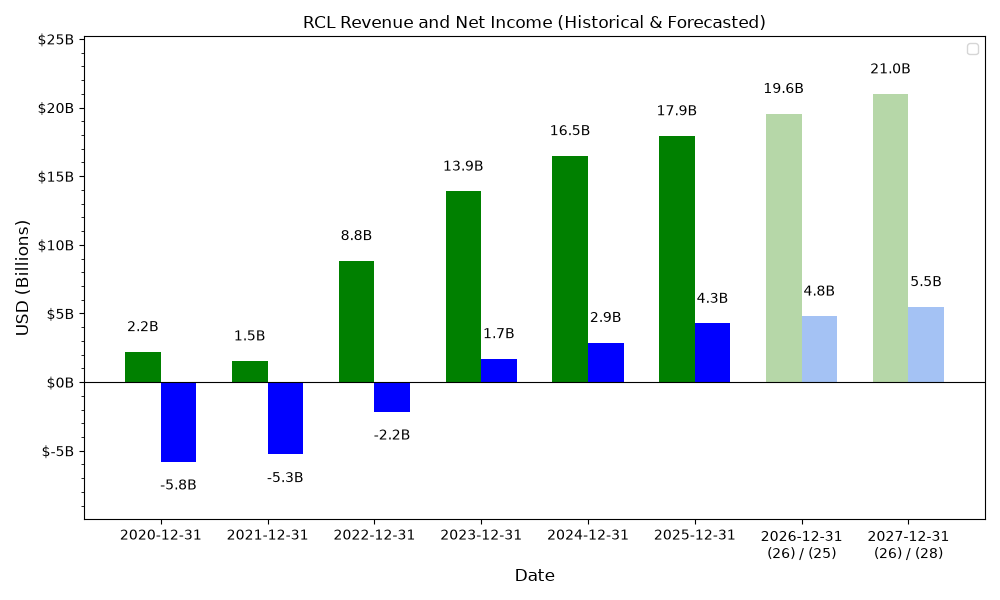 RCL Revenue and Net Income (Historical & Forecasted)
USD (Billions)
$25B
$20B
$15B
$10B
$5B
$0B
$-5B
2.2B
1.5B
8.8B
13.9B
16.5B
17.9B
19.6B
21.0B
-5.8B
-5.3B
-2.2B
1.7B
2.9B
4.3B
4.8B
5.5B
2020-12-31
2021-12-31
2022-12-31
2023-12-31
2024-12-31
2025-12-31
2026-12-31
(26) / (25)
2027-12-31
(26) / (28)
Date